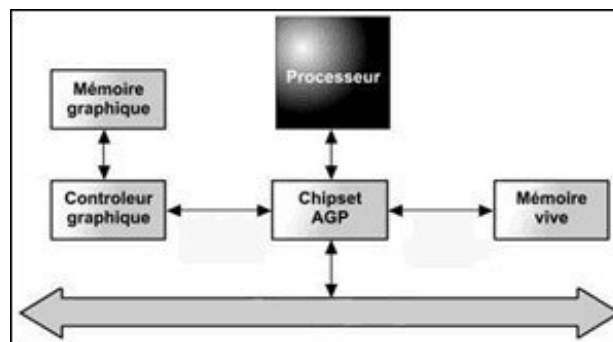 Processeur
Mémoire
graphique
Controleur
graphique
Chipset
AGP
Mémoire
vive